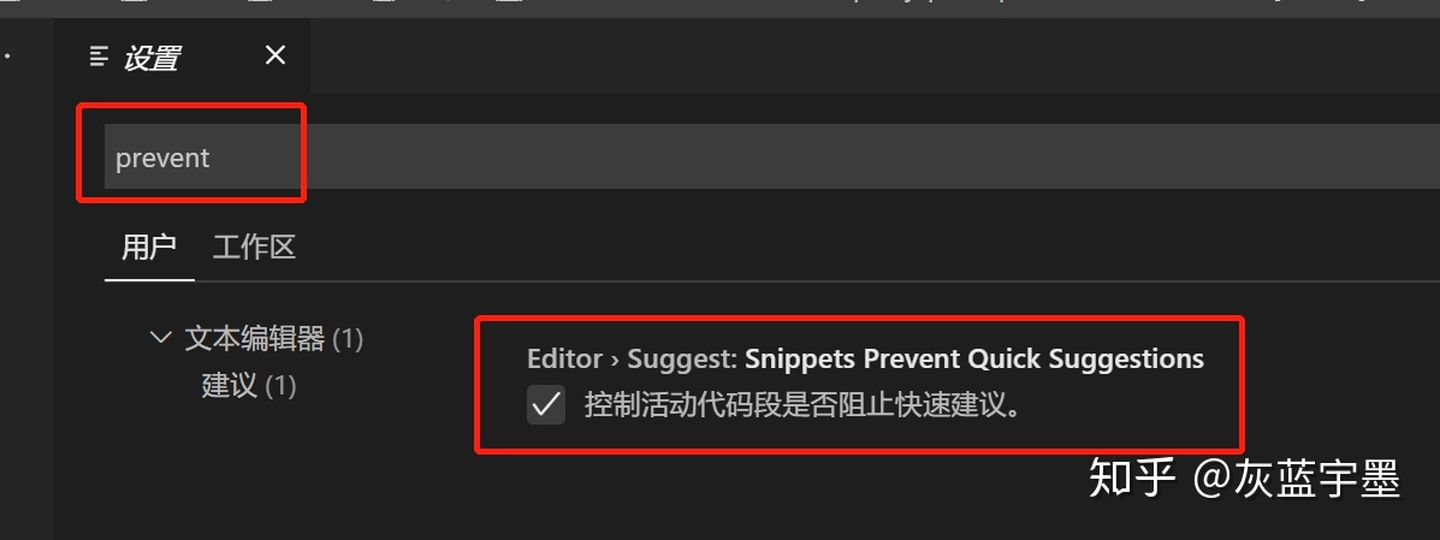 设置
prevent
用户 工作区
文本编辑器 (1)
建议 (1)
Editor › Suggest: Snippets Prevent Quick Suggestions
控制活动代码段是否阻止快速建议。
知乎 @灰蓝宇墨